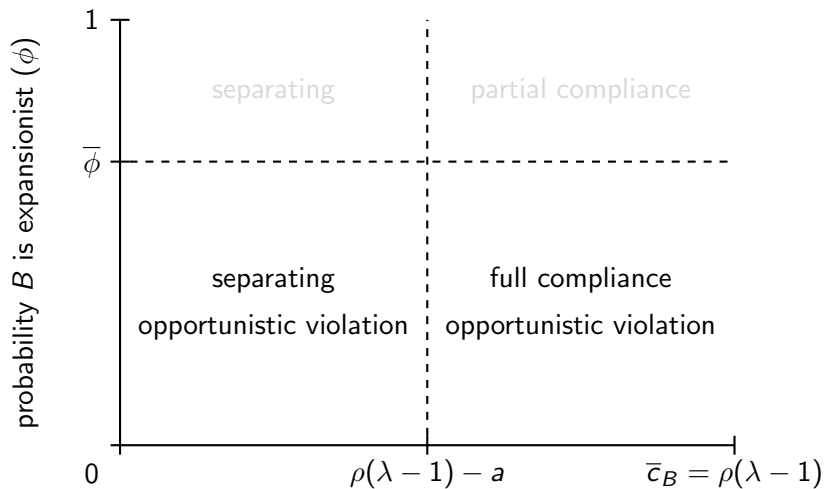 1
separating partial compliance
probability B is expansionist (ϕ)
ϕ̅
separating full compliance
opportunistic violation opportunistic violation
0 ρ(λ − 1) − a c̅_B = ρ(λ − 1)